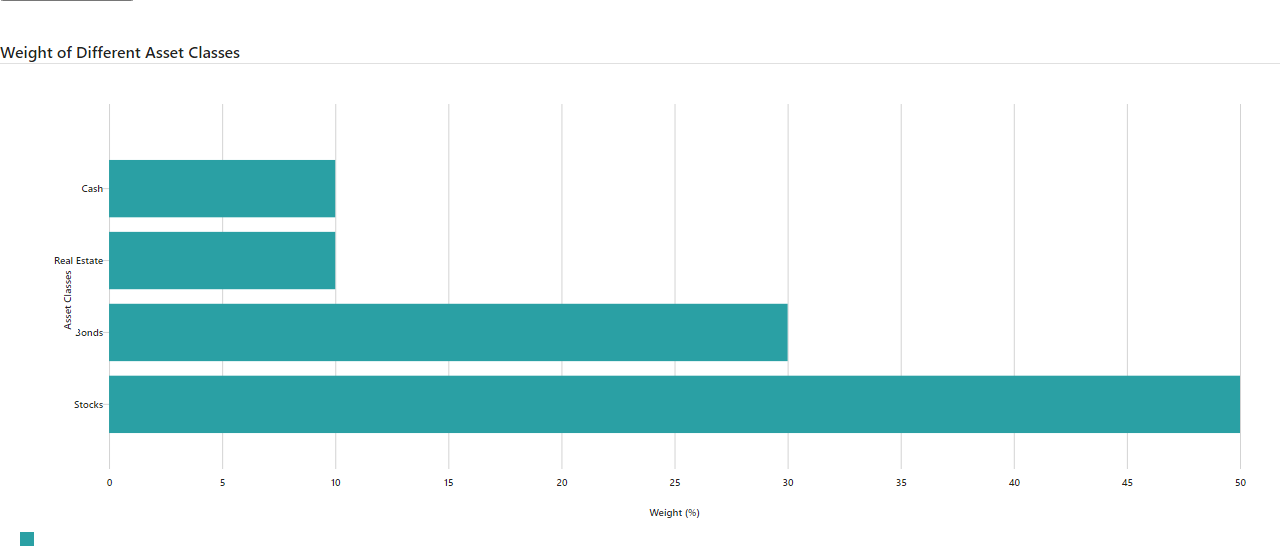 Weight of Different Asset Classes
Cash
Real Estate
Asset Classes
Bonds
Stocks
0 5 10 15 20 25 30 35 40 45 50
Weight (%)